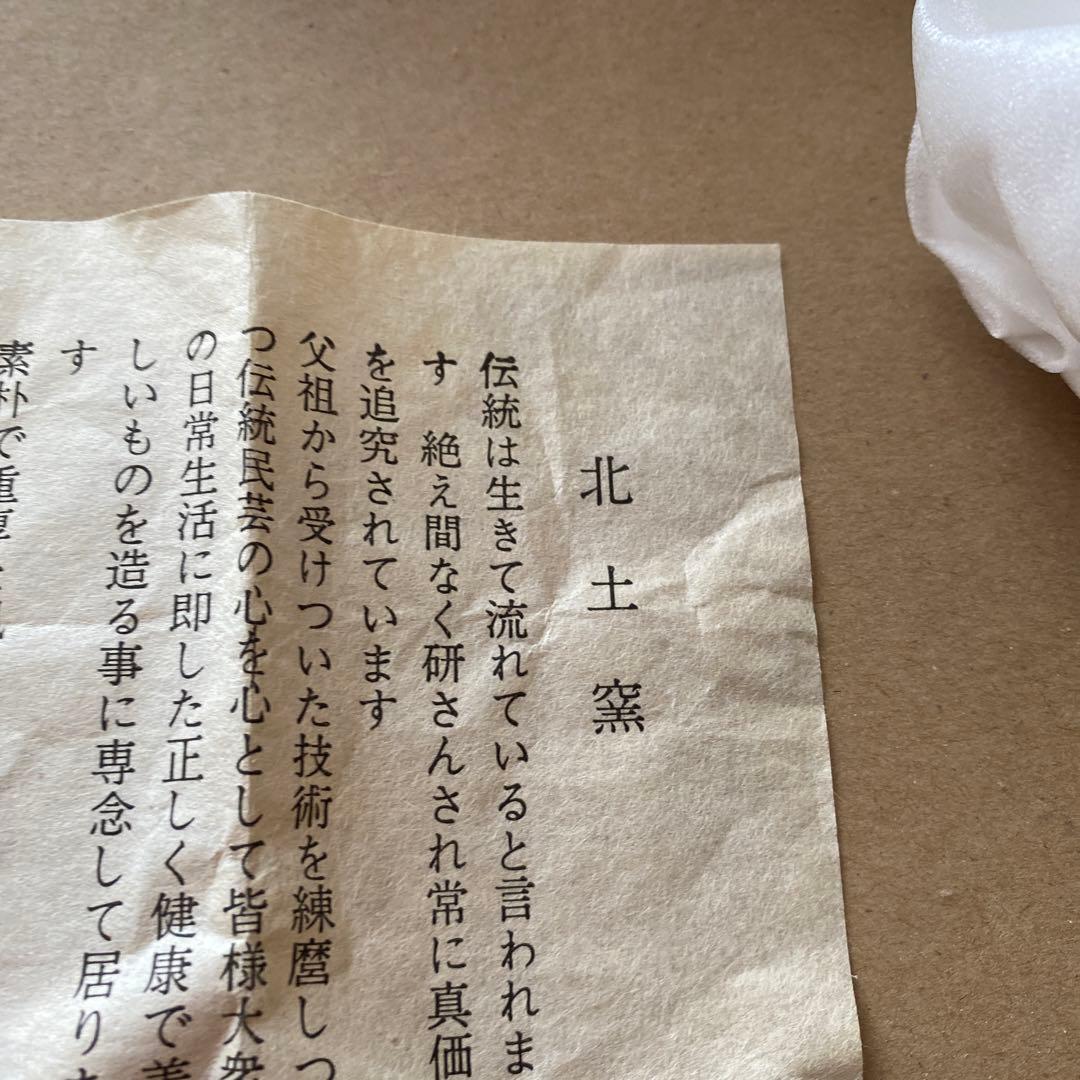 北土窯
伝統は生きて流れていると言われま
す 絶え間なく研さんされ常に真価
を追究されています
父祖から受けついた技術を練麿しつ
つ伝統民芸の心を心として皆様大衆
の日常生活に即した正しく健康で美
しいものを造る事に専念して居りま
す
素朴で重厚